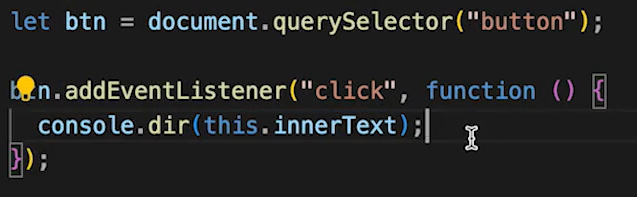 let btn = document.querySelector("button");
btn.addEventListener("click", function () {
console.dir(this.innerText);
});